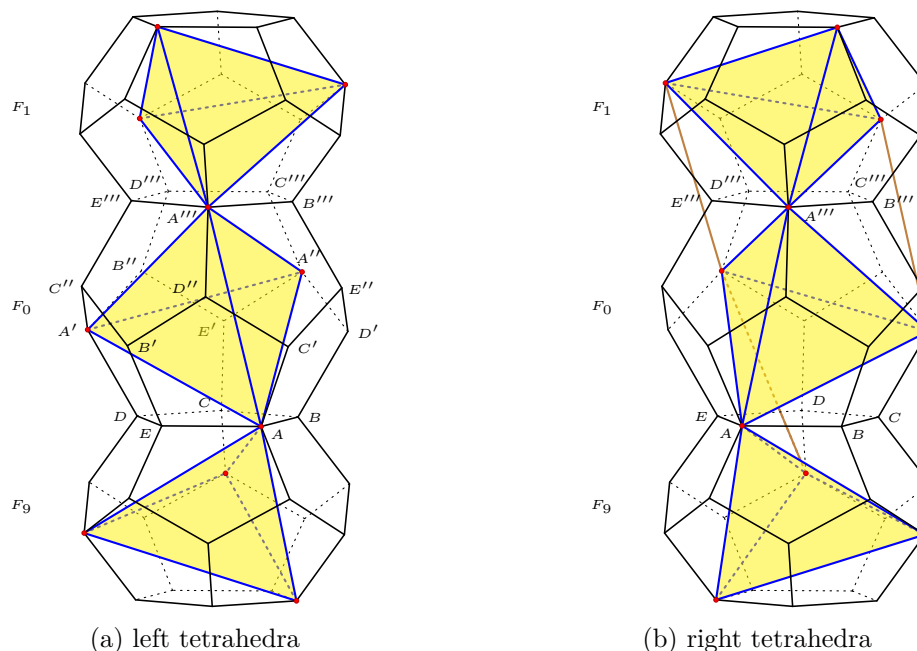 F₁ F₁
D'''' C'''' D'''' C''''
E'''' B'''' E'''' B''''
A'''' A''''
B'' A''
C'' D'' E''
F₀ F₀
A' E' D'
B' C'
D C B E D C
E A A B
F₉ F₉
(a) left tetrahedra (b) right tetrahedra